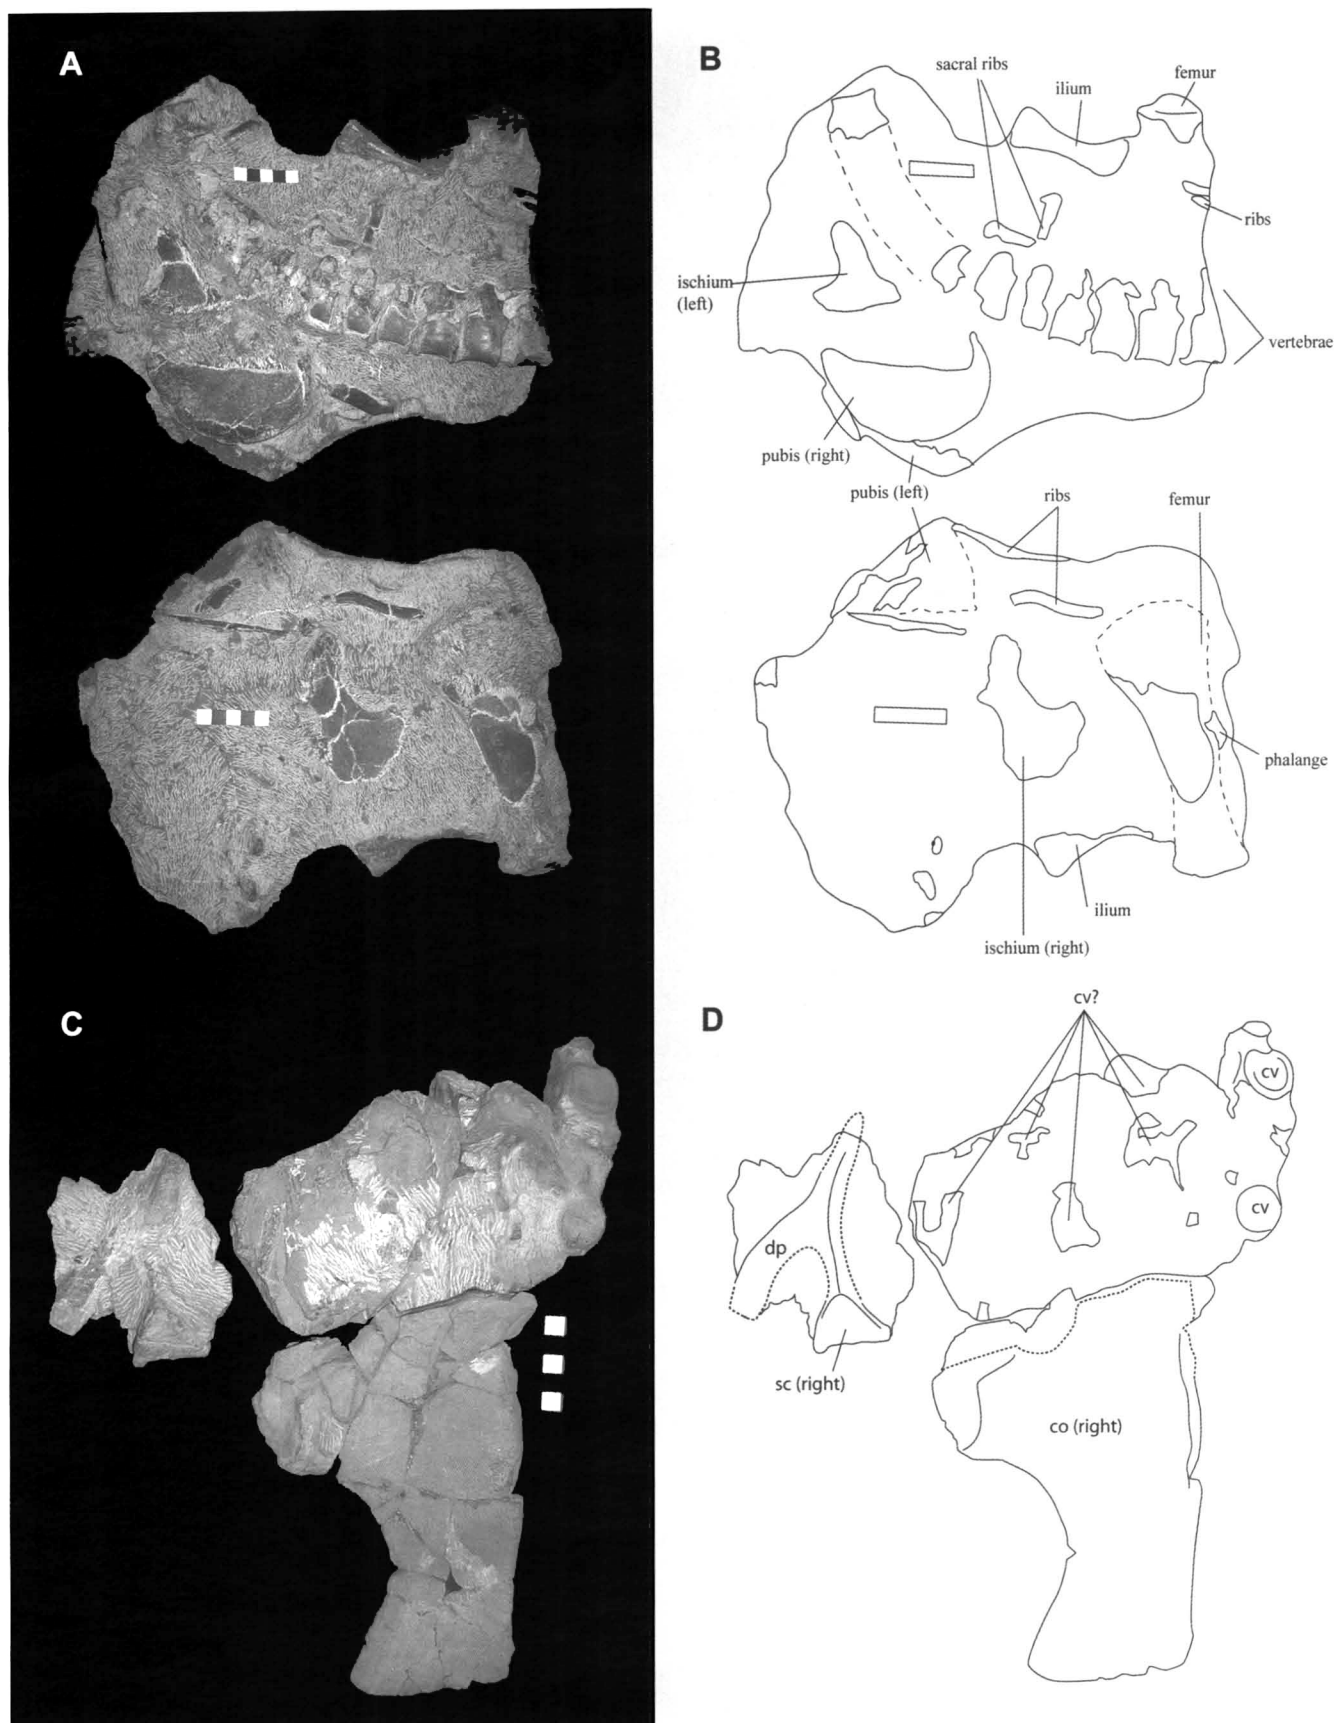 A
B
sacral ribs
ilium
femur
ribs
ischium
(left)
vertebrae
pubis (right)
pubis (left)
ribs
femur
phalange
ilium
ischium (right)
C
D
cv?
cv
cv
dp
sc (right)
co (right)